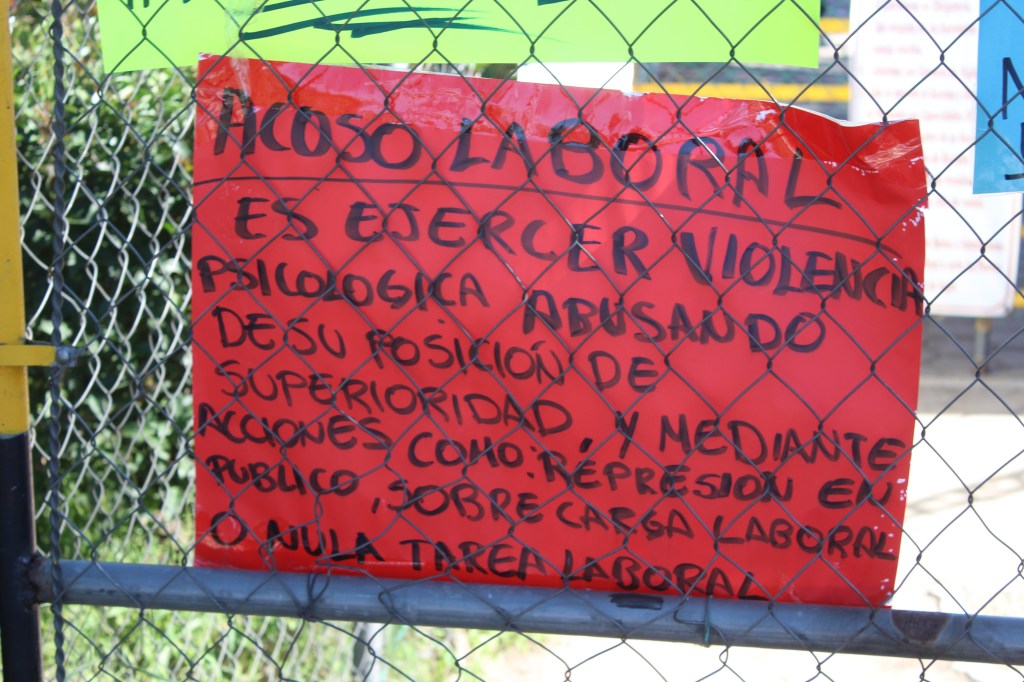 ACOSO LABORAL
ES EJERCER VIOLENCIA
PSICOLOGICA ABUSANDO
DE SU POSICIÓN DE
SUPERIORIDAD, Y MEDIANTE
ACCIONES COMO: REPRESION EN
PUBLICO, SOBRE CARGA LABORAL
O NULA TAREA LABORAL